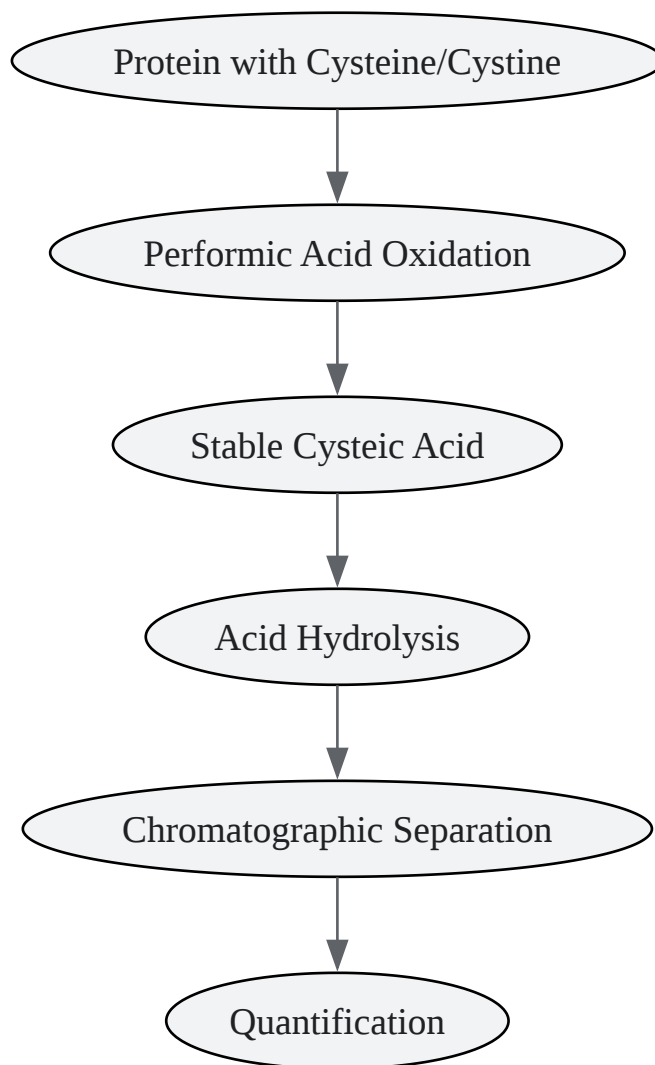 Protein with Cysteine/Cystine
Performic Acid Oxidation
Stable Cysteic Acid
Acid Hydrolysis
Chromatographic Separation
Quantification